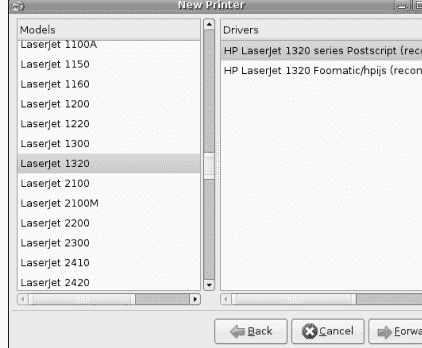 New Printer
Models
LaserJet 1100A
LaserJet 1150
LaserJet 1160
LaserJet 1200
LaserJet 1220
LaserJet 1300
LaserJet 1320
LaserJet 2100
LaserJet 2100M
LaserJet 2200
LaserJet 2300
LaserJet 2410
LaserJet 2420
Drivers
HP LaserJet 1320 series Postscript (reco
HP LaserJet 1320 Foomatic/hpijs (recon
Back
Cancel
Forwa